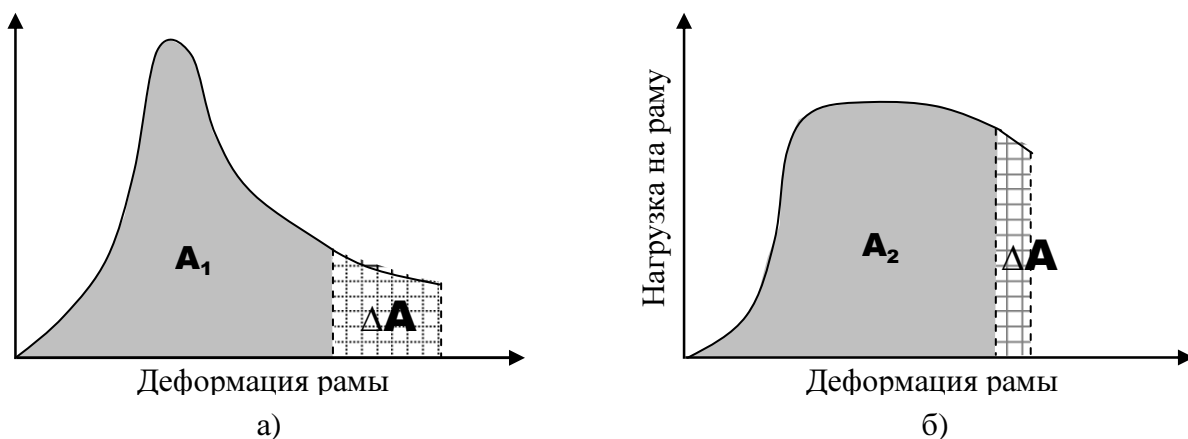 A₁
ΔA
Деформация рамы
а)
Нагрузка на раму
A₂
ΔA
Деформация рамы
б)